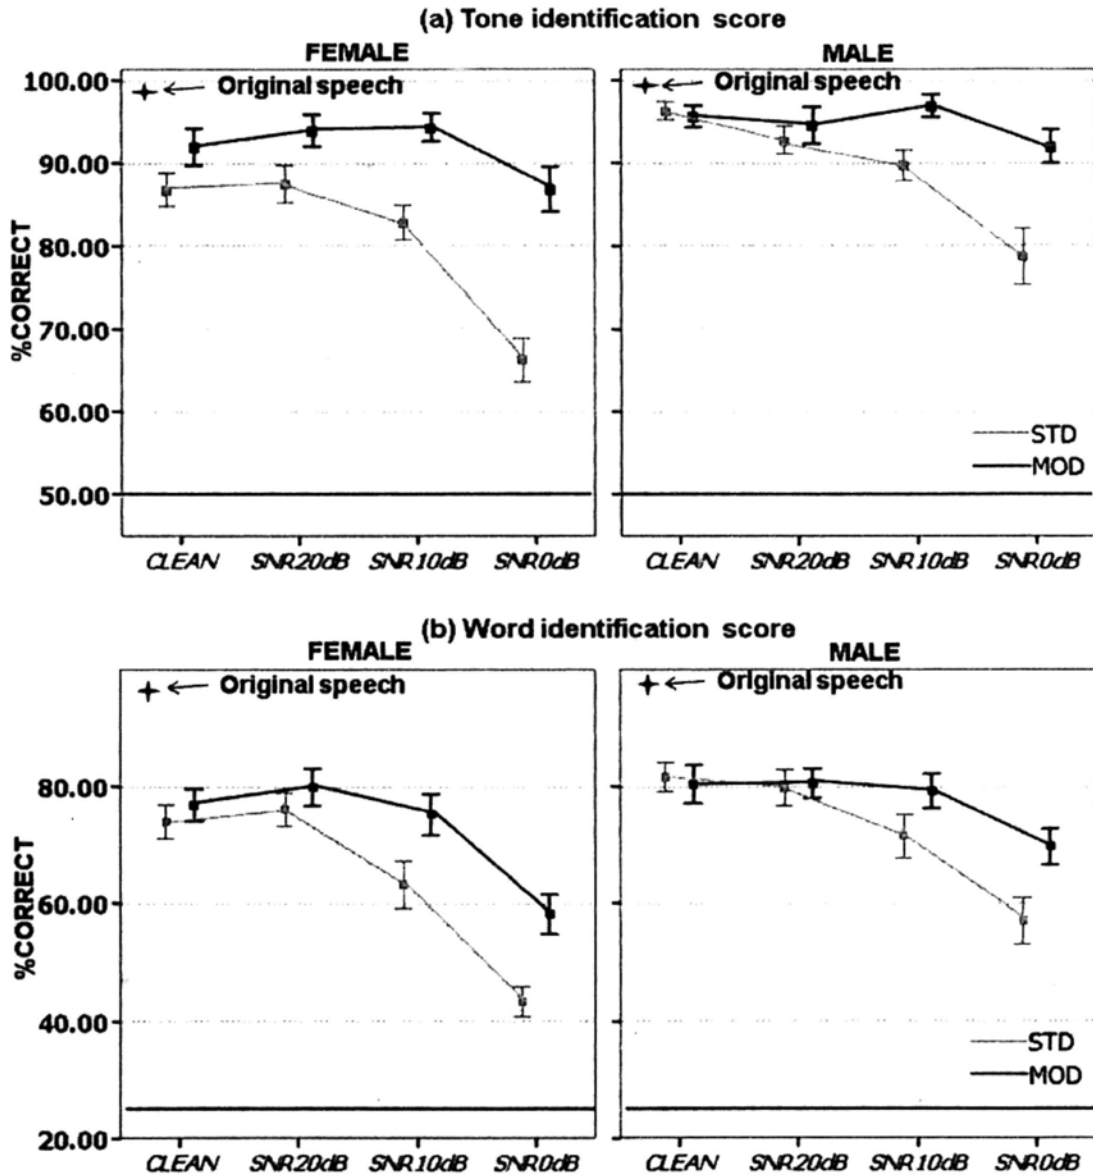 (a) Tone identification score
FEMALE
MALE
100.00
90.00
80.00
70.00
60.00
50.00
%CORRECT
Original speech
Original speech
STD
MOD
CLEAN SNR20dB SNR10dB SNR0dB
CLEAN SNR20dB SNR10dB SNR0dB
(b) Word identification score
FEMALE
MALE
80.00
60.00
40.00
20.00
%CORRECT
Original speech
Original speech
STD
MOD
CLEAN SNR20dB SNR10dB SNR0dB
CLEAN SNR20dB SNR10dB SNR0dB